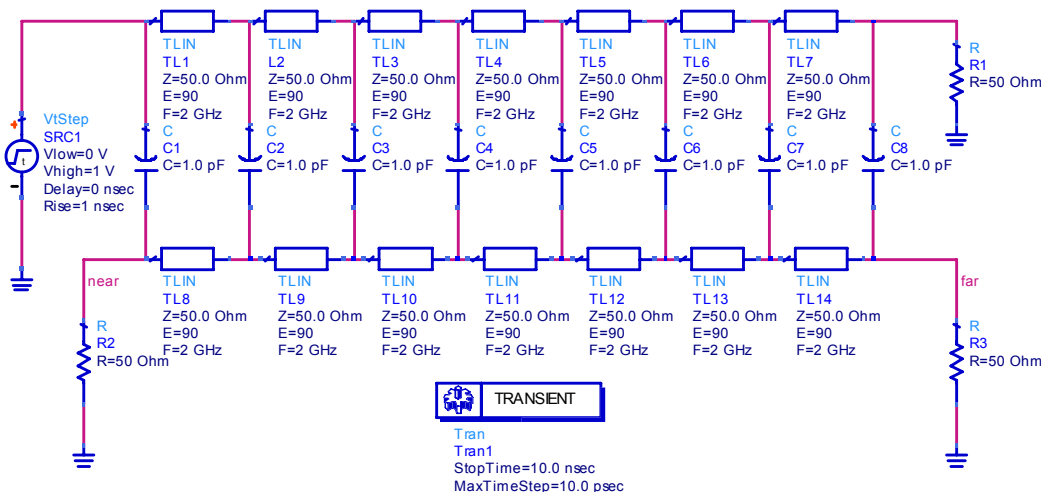 TLIN TLIN TLIN TLIN TLIN TLIN TLIN
TL1 L2 TL3 TL4 TL5 TL6 TL7
Z=50.0 Ohm Z=50.0 Ohm Z=50.0 Ohm Z=50.0 Ohm Z=50.0 Ohm Z=50.0 Ohm Z=50.0 Ohm
E=90 E=90 E=90 E=90 E=90 E=90 E=90
F=2 GHz F=2 GHz F=2 GHz F=2 GHz F=2 GHz F=2 GHz F=2 GHz
R
R1
R=50 Ohm
VtStep
SRC1
Vlow=0 V
Vhigh=1 V
Delay=0 nsec
Rise=1 nsec
+
t
-
C C C C C C C C
C1 C2 C3 C4 C5 C6 C7 C8
C=1.0 pF C=1.0 pF C=1.0 pF C=1.0 pF C=1.0 pF C=1.0 pF C=1.0 pF C=1.0 pF
near
far
TLIN TLIN TLIN TLIN TLIN TLIN TLIN
TL8 TL9 TL10 TL11 TL12 TL13 TL14
Z=50.0 Ohm Z=50.0 Ohm Z=50.0 Ohm Z=50.0 Ohm Z=50.0 Ohm Z=50.0 Ohm Z=50.0 Ohm
E=90 E=90 E=90 E=90 E=90 E=90 E=90
F=2 GHz F=2 GHz F=2 GHz F=2 GHz F=2 GHz F=2 GHz F=2 GHz
R
R2
R=50 Ohm
R
R3
R=50 Ohm
TRANSIENT
Tran
Tran1
StopTime=10.0 nsec
MaxTimeStep=10.0 psec